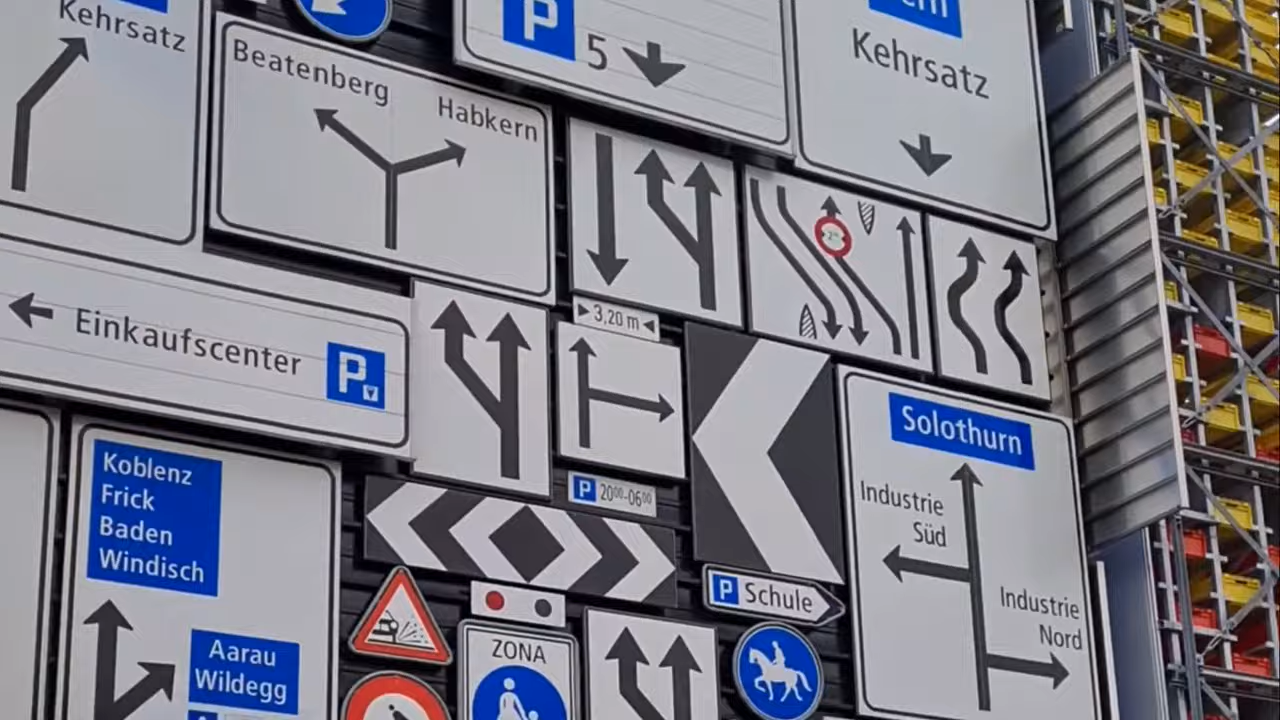 Kehrsatz
Beatenberg
Habkern
P
5
Kehrsatz
3,20 m
Einkaufscenter
P
Solothurn
Industrie
Süd
Industrie
Nord
P 20⁰⁰-06⁰⁰
Koblenz
Frick
Baden
Windisch
P Schule
ZONA
Aarau
Wildegg